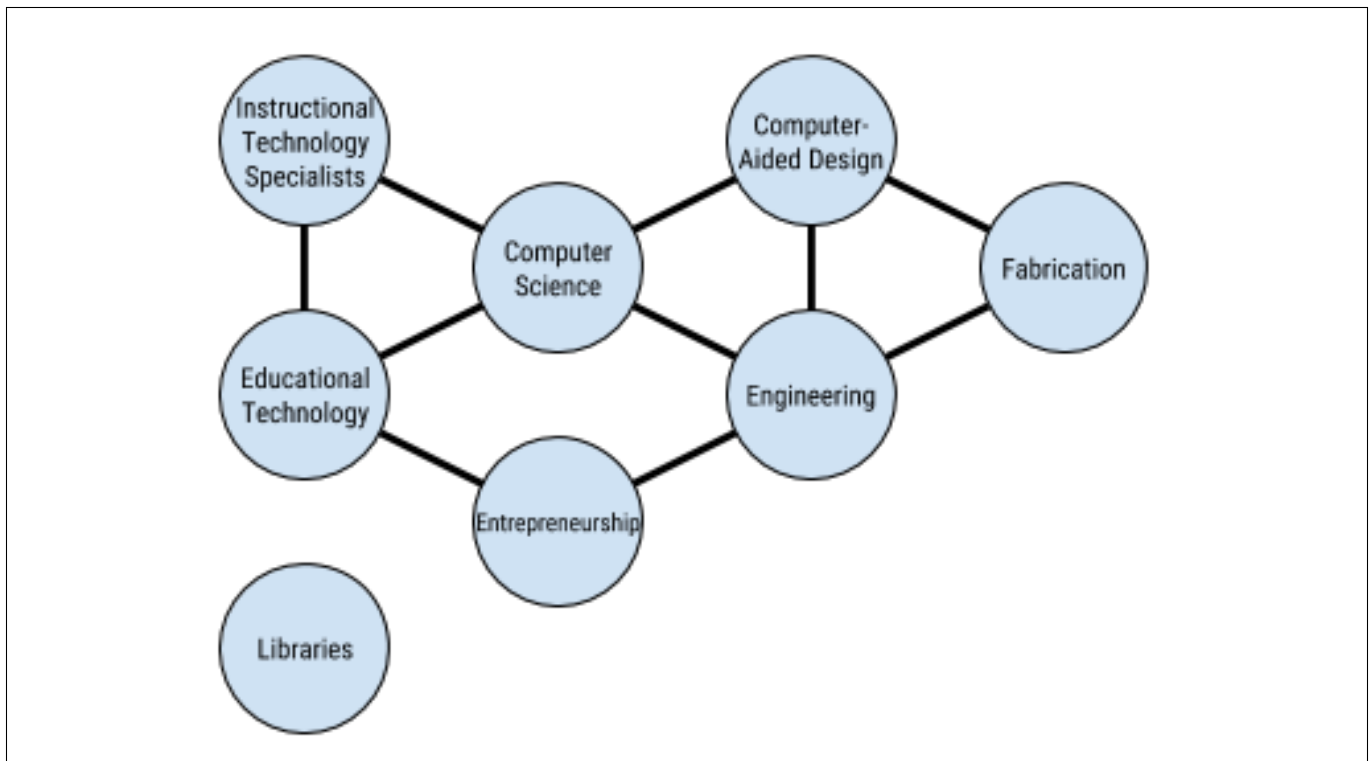 Instructional
Technology
Specialists
Computer-
Aided Design
Computer
Science
Fabrication
Educational
Technology
Engineering
Entrepreneurship
Libraries